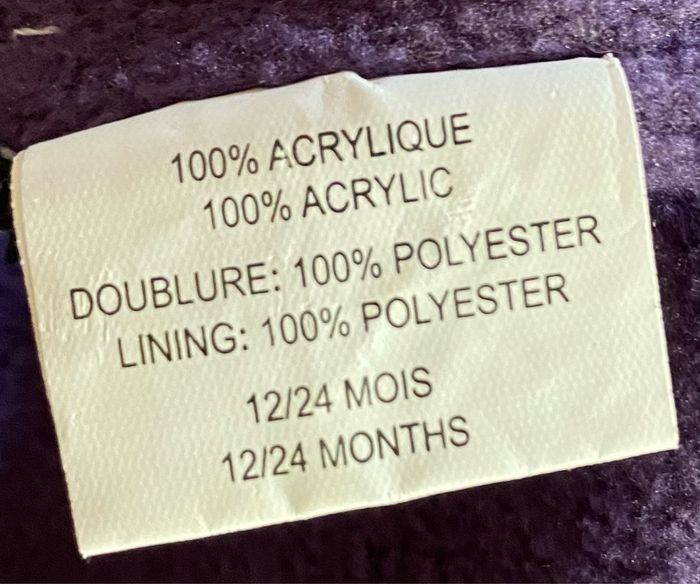 100% ACRYLIQUE
100% ACRYLIC
DOUBLURE: 100% POLYESTER
LINING: 100% POLYESTER
12/24 MOIS
12/24 MONTHS